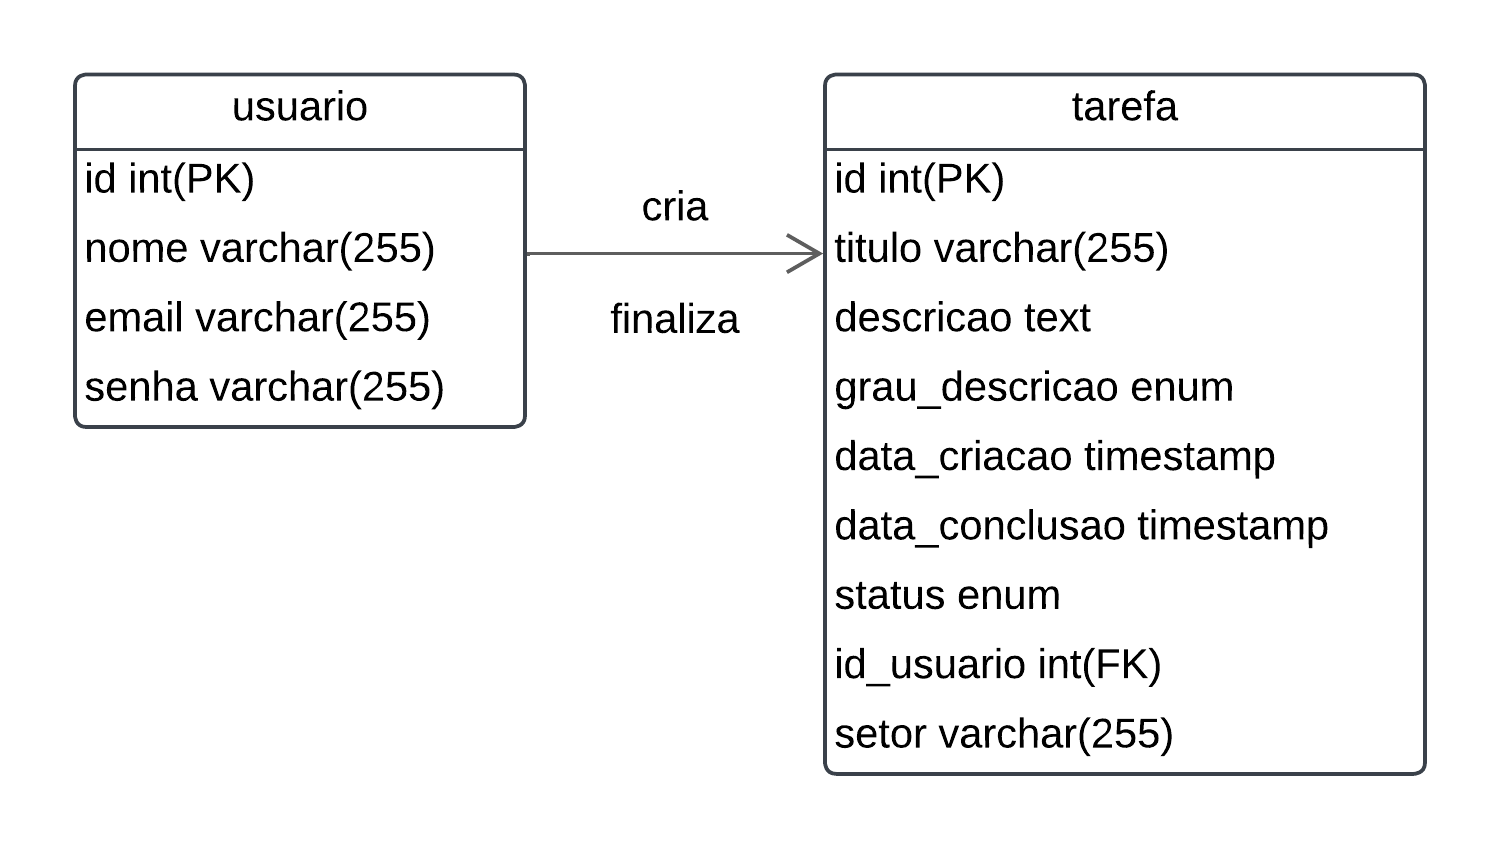 usuario
id int(PK)
nome varchar(255)
email varchar(255)
senha varchar(255)
cria
finaliza
tarefa
id int(PK)
titulo varchar(255)
descricao text
grau_descricao enum
data_criacao timestamp
data_conclusao timestamp
status enum
id_usuario int(FK)
setor varchar(255)